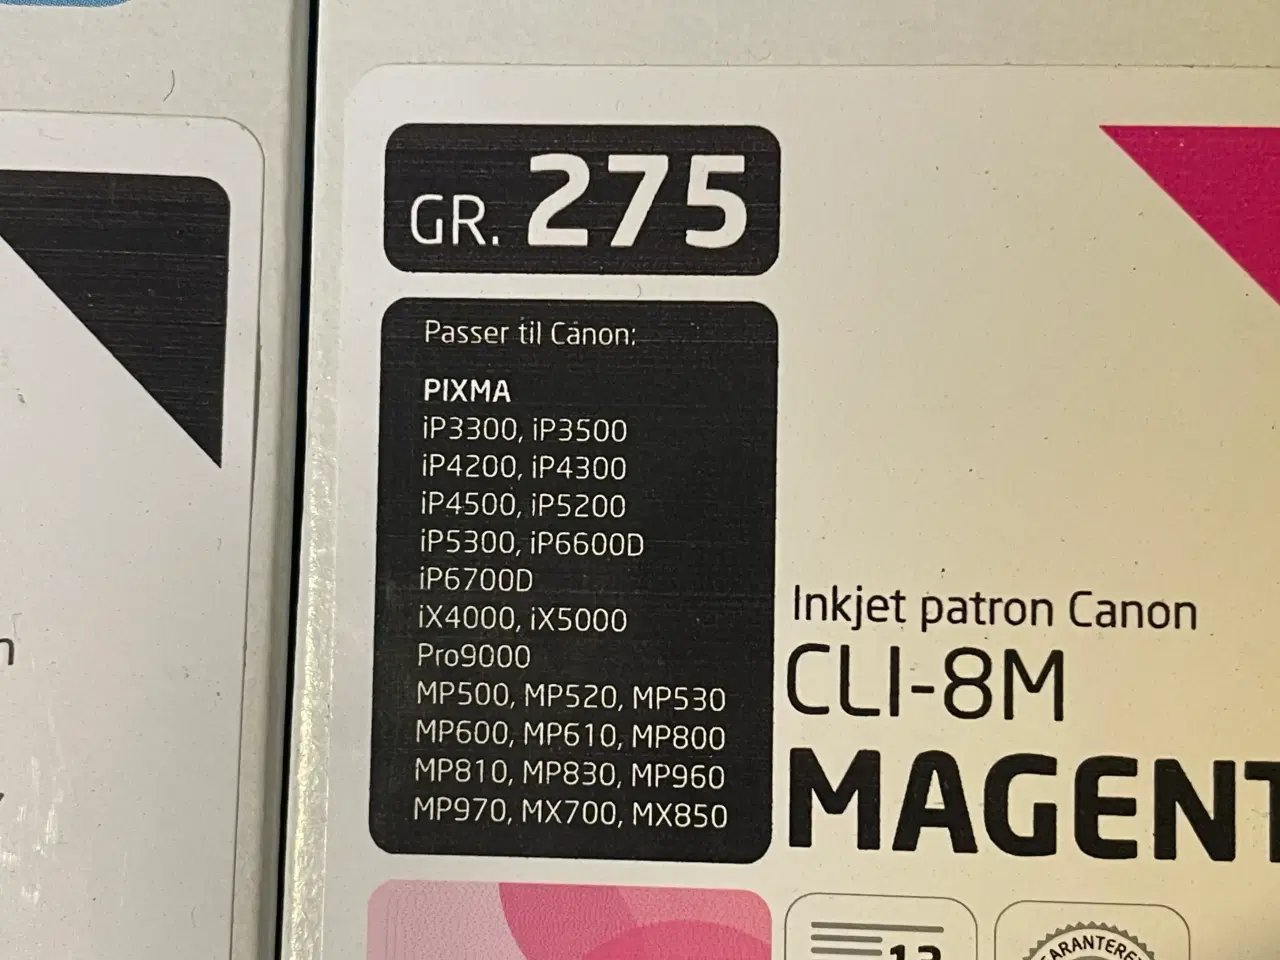 GR. 275
Passer til Canon:
PIXMA
iP3300, iP3500
iP4200, iP4300
iP4500, iP5200
iP5300, iP6600D
iP6700D
iX4000, iX5000
Pro9000
MP500, MP520, MP530
MP600, MP610, MP800
MP810, MP830, MP960
MP970, MX700, MX850
Inkjet patron Canon
CLI-8M
MAGENT